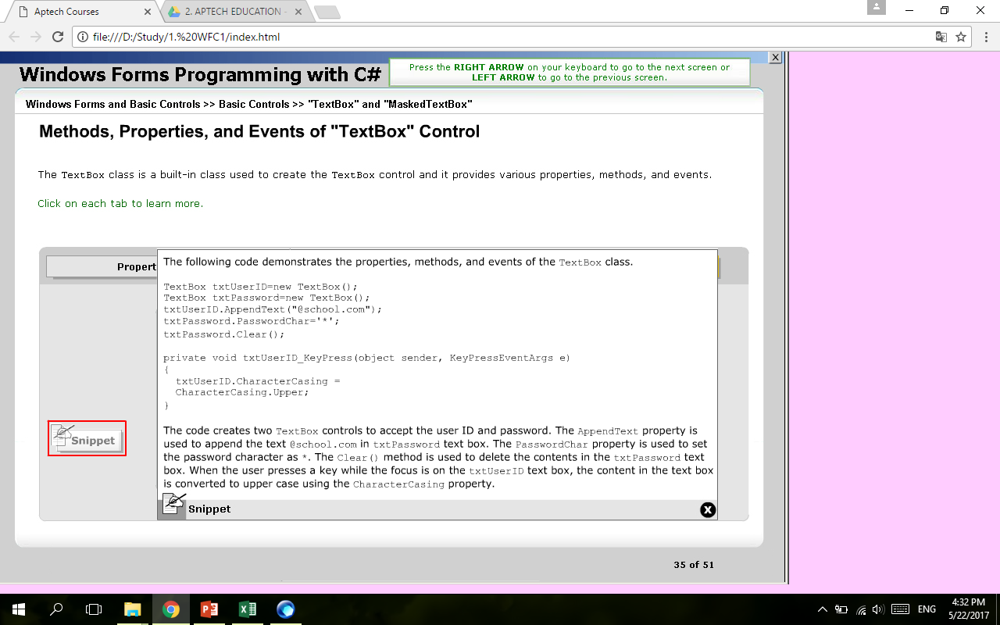 Aptech Courses
2. APTECH EDUCATION -
file:///D:/Study/1.%20WFC1/index.html
Windows Forms Programming with C#
Press the RIGHT ARROW on your keyboard to go to the next screen or
LEFT ARROW to go to the previous screen.
Windows Forms and Basic Controls >> Basic Controls >> "TextBox" and "MaskedTextBox"
Methods, Properties, and Events of "TextBox" Control
The TextBox class is a built-in class used to create the TextBox control and it provides various properties, methods, and events.
Click on each tab to learn more.
Propert
The following code demonstrates the properties, methods, and events of the TextBox class.
TextBox txtUserID=new TextBox();
TextBox txtPassword=new TextBox();
txtUserID.AppendText("@school.com");
txtPassword.PasswordChar='*';
txtPassword.Clear();
private void txtUserID_KeyPress(object sender, KeyPressEventArgs e)
{
txtUserID.CharacterCasing =
CharacterCasing.Upper;
}
The code creates two TextBox controls to accept the user ID and password. The AppendText property is
used to append the text @school.com in txtPassword text box. The PasswordChar property is used to set
the password character as *. The Clear() method is used to delete the contents in the txtPassword text
box. When the user presses a key while the focus is on the txtUserID text box, the content in the text box
is converted to upper case using the CharacterCasing property.
Snippet
Snippet
35 of 51
ENG
4:32 PM
5/22/2017